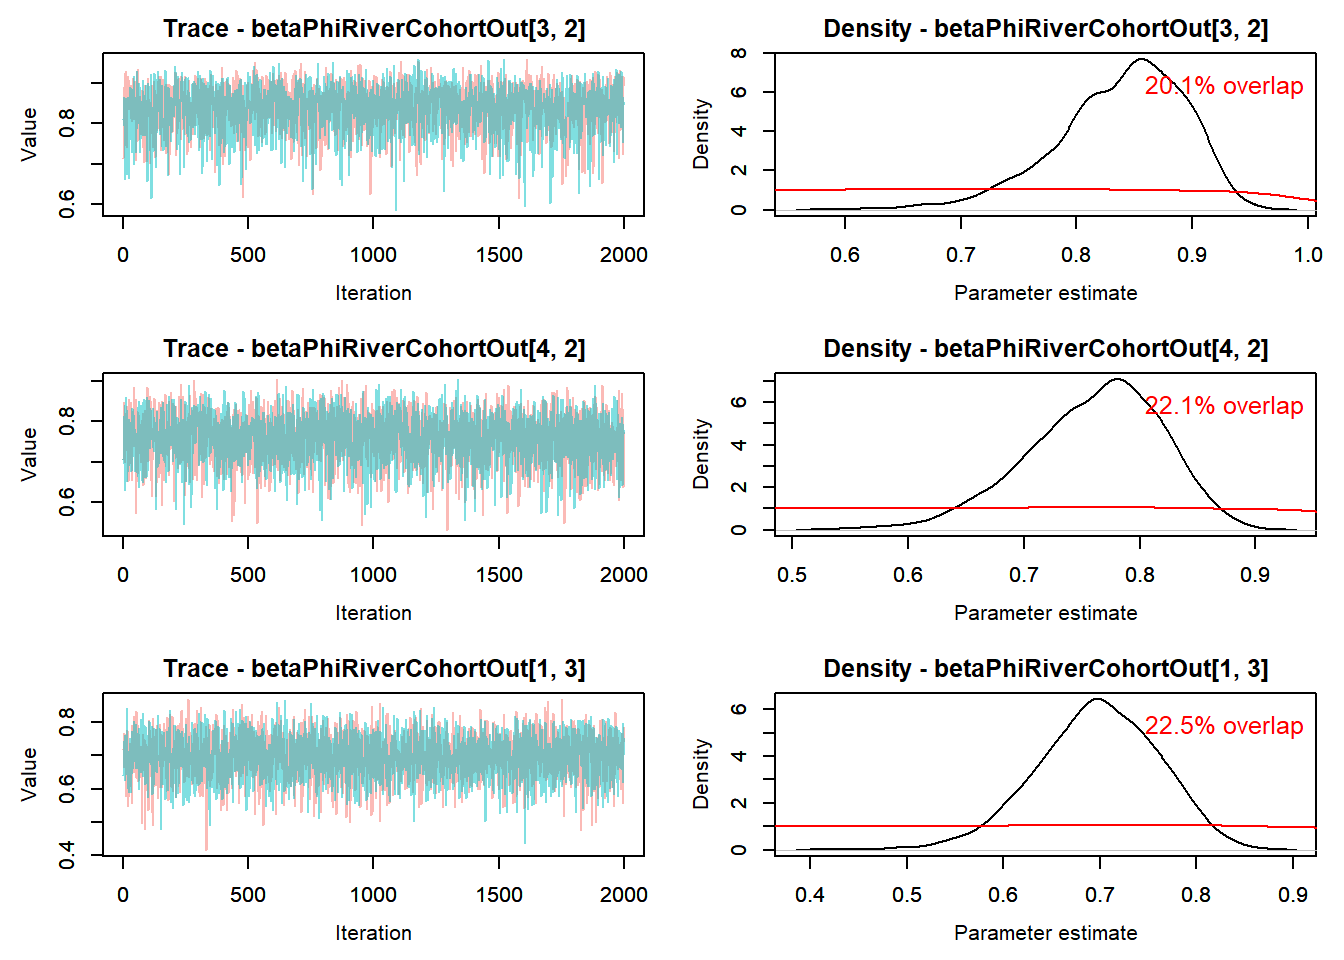 Trace - betaPhiRiverCohortOut[3, 2]
Value
0.6 0.8
0 500 1000 1500 2000
Iteration
Density - betaPhiRiverCohortOut[3, 2]
20.1% overlap
Density
0 2 4 6 8
0.6 0.7 0.8 0.9 1.0
Parameter estimate
Trace - betaPhiRiverCohortOut[4, 2]
Value
0.6 0.8
0 500 1000 1500 2000
Iteration
Density - betaPhiRiverCohortOut[4, 2]
22.1% overlap
Density
0 2 4 6
0.5 0.6 0.7 0.8 0.9
Parameter estimate
Trace - betaPhiRiverCohortOut[1, 3]
Value
0.4 0.6 0.8
0 500 1000 1500 2000
Iteration
Density - betaPhiRiverCohortOut[1, 3]
22.5% overlap
Density
0 2 4 6
0.4 0.5 0.6 0.7 0.8 0.9
Parameter estimate